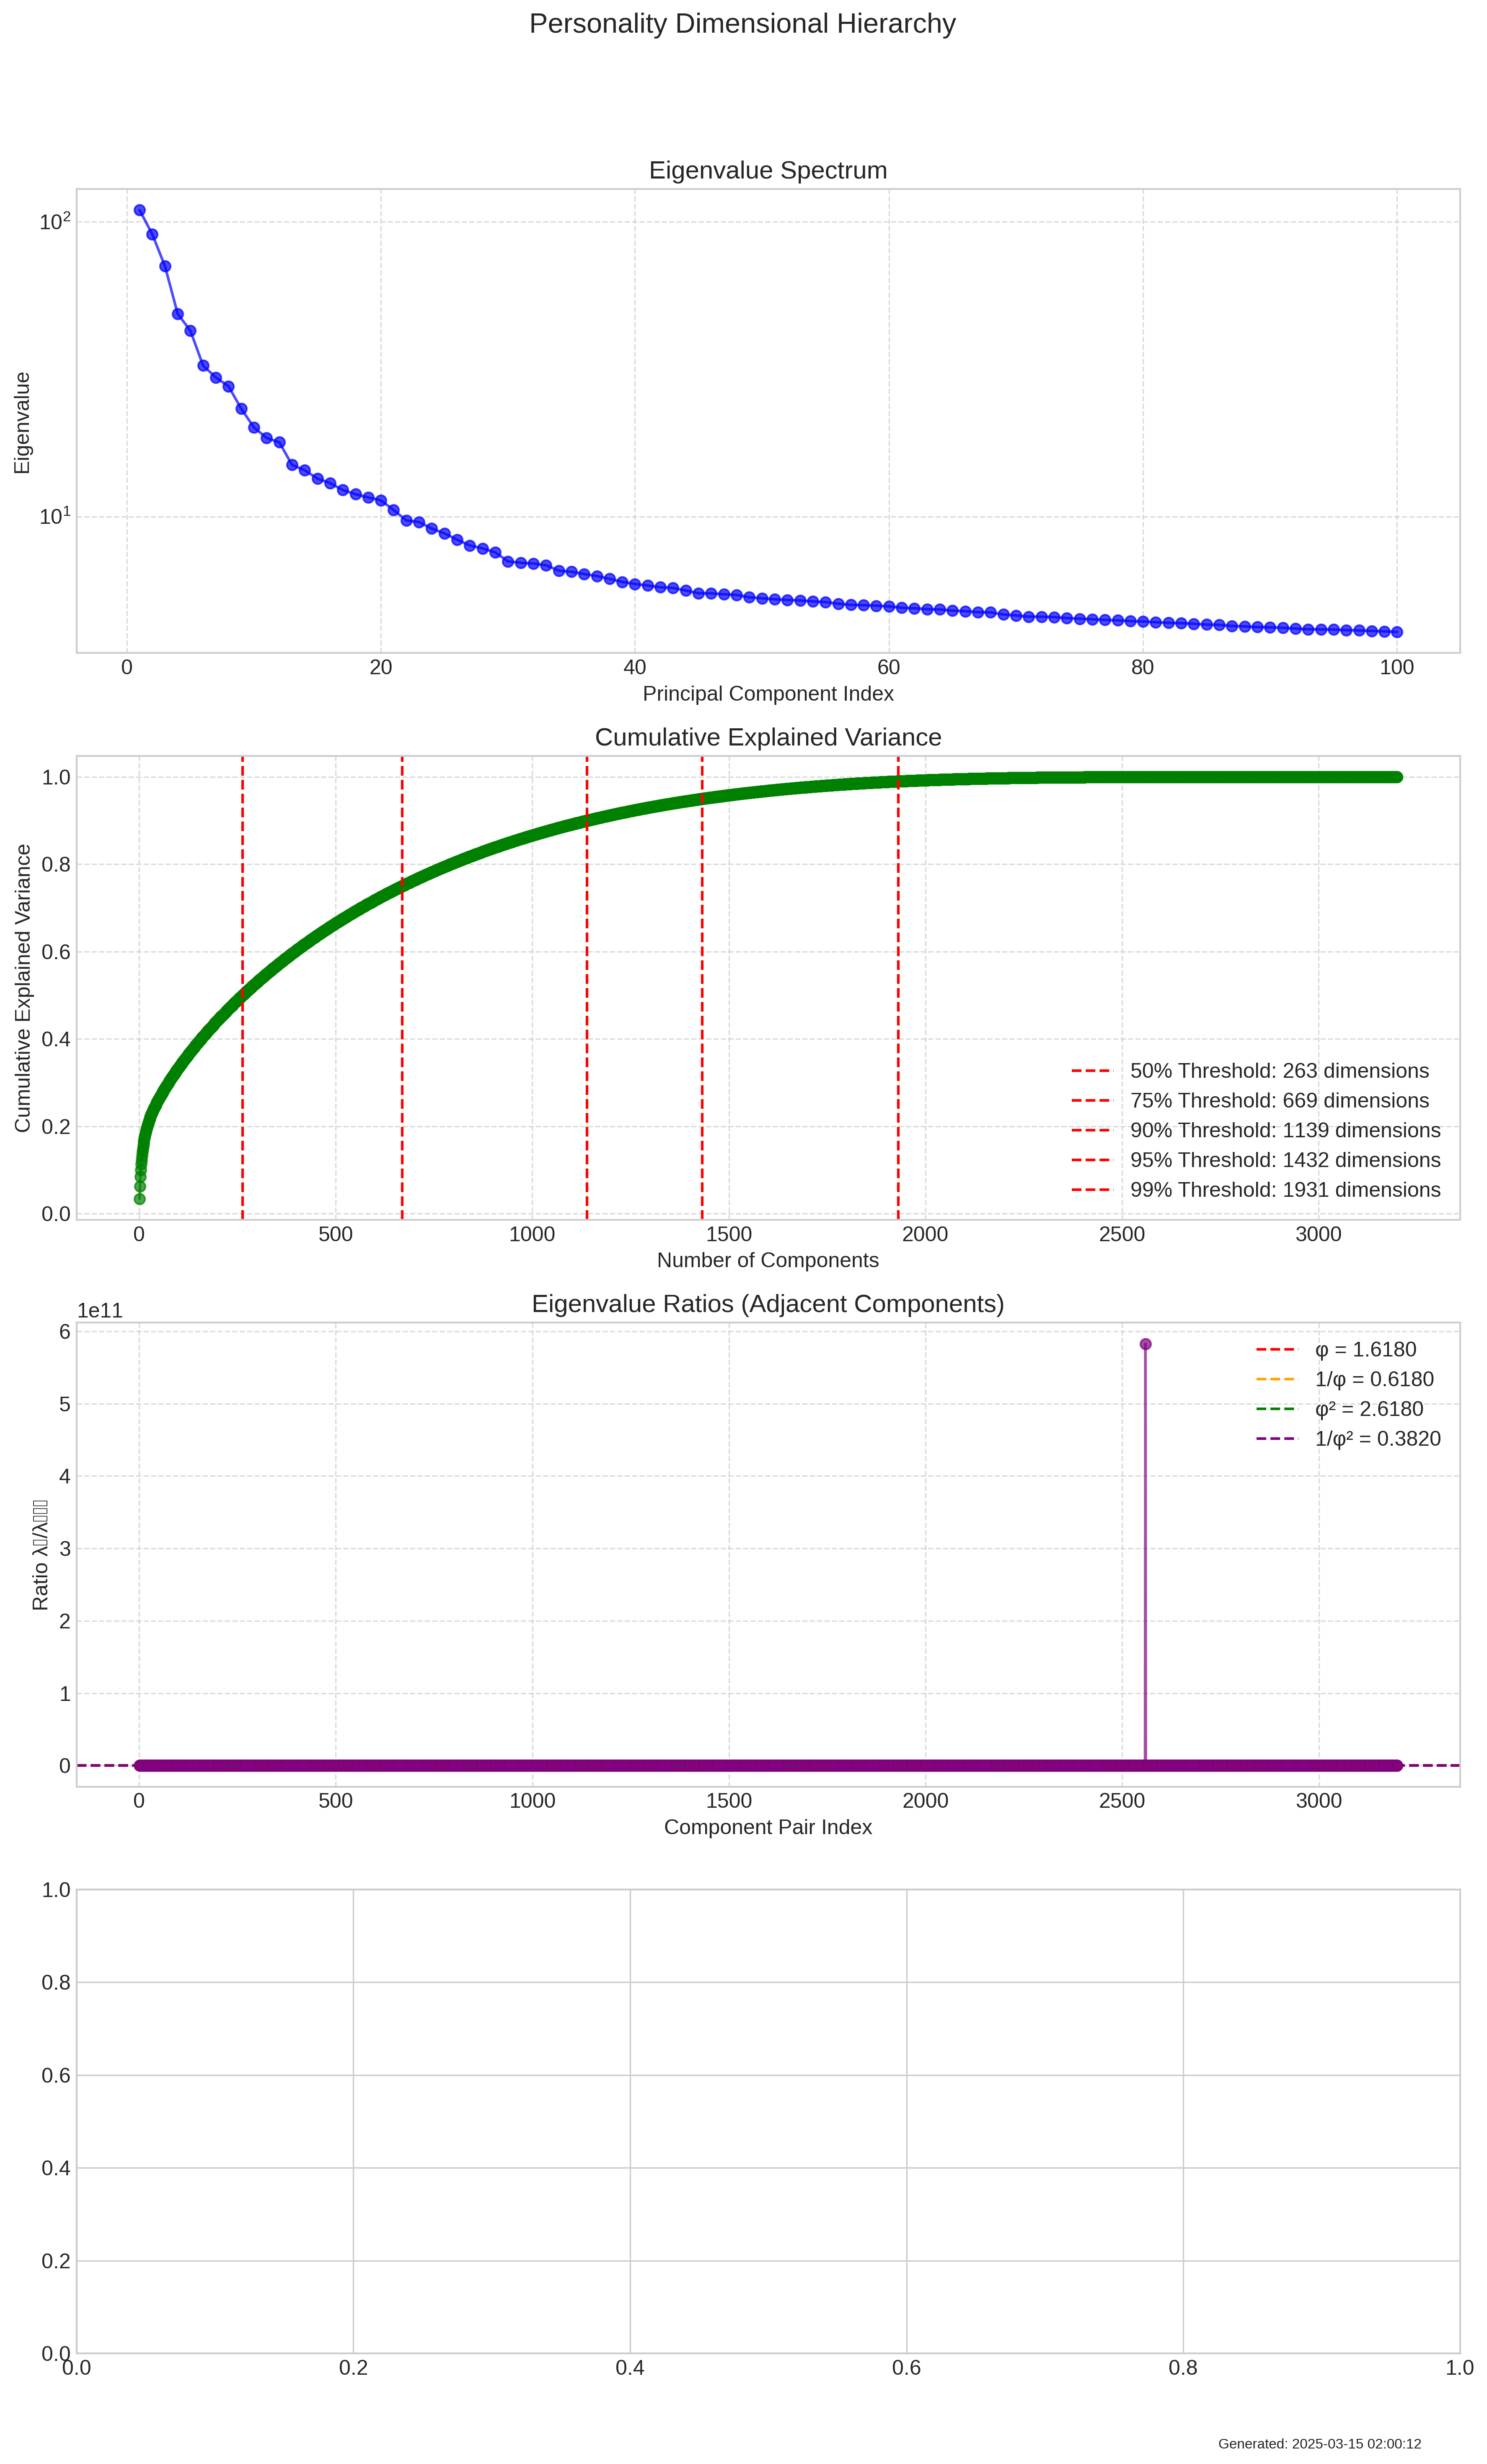 Personality Dimensional Hierarchy
Eigenvalue Spectrum
10²
10¹
Eigenvalue
0 20 40 60 80 100
Principal Component Index
Cumulative Explained Variance
1.0
0.8
0.6
0.4
0.2
0.0
Cumulative Explained Variance
50% Threshold: 263 dimensions
75% Threshold: 669 dimensions
90% Threshold: 1139 dimensions
95% Threshold: 1432 dimensions
99% Threshold: 1931 dimensions
0 500 1000 1500 2000 2500 3000
Number of Components
Eigenvalue Ratios (Adjacent Components)
1e11
6
5
4
3
2
1
0
Ratio λ▯/λ▯▯▯
φ = 1.6180
1/φ = 0.6180
φ² = 2.6180
1/φ² = 0.3820
0 500 1000 1500 2000 2500 3000
Component Pair Index
1.0
0.8
0.6
0.4
0.2
0.0
0.0 0.2 0.4 0.6 0.8 1.0
Generated: 2025-03-15 02:00:12